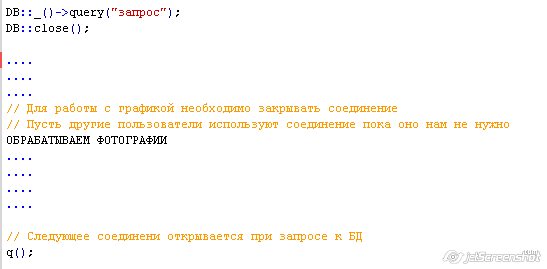 DB::_()->query("запрос");
DB::close();
....
....
....
// Для работы с графикой необходимо закрывать соединение
// Пусть другие пользователи используют соединение пока оно нам не нужно
ОБРАБАТЫВАЕМ ФОТОГРАФИИ
....
....
....
....
// Следующее соединени открывается при запросе к БД
q();
jetScreenshot